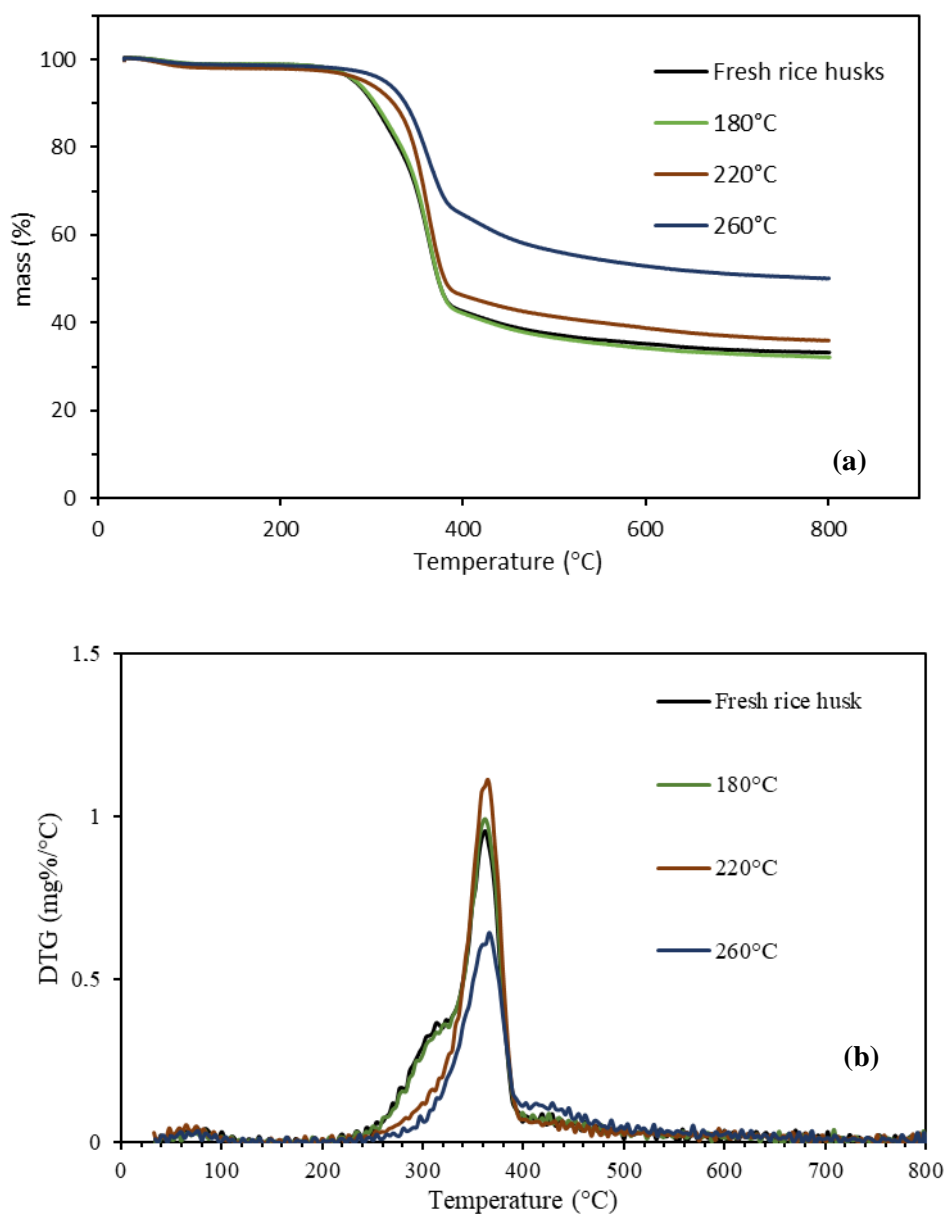 100
80
60
40
20
0
mass (%)
0
200
400
600
800
Temperature (°C)
Fresh rice husks
180°C
220°C
260°C
(a)
1.5
1
0.5
0
DTG (mg%/°C)
0
100
200
300
400
500
600
700
800
Temperature (°C)
Fresh rice husk
180°C
220°C
260°C
(b)